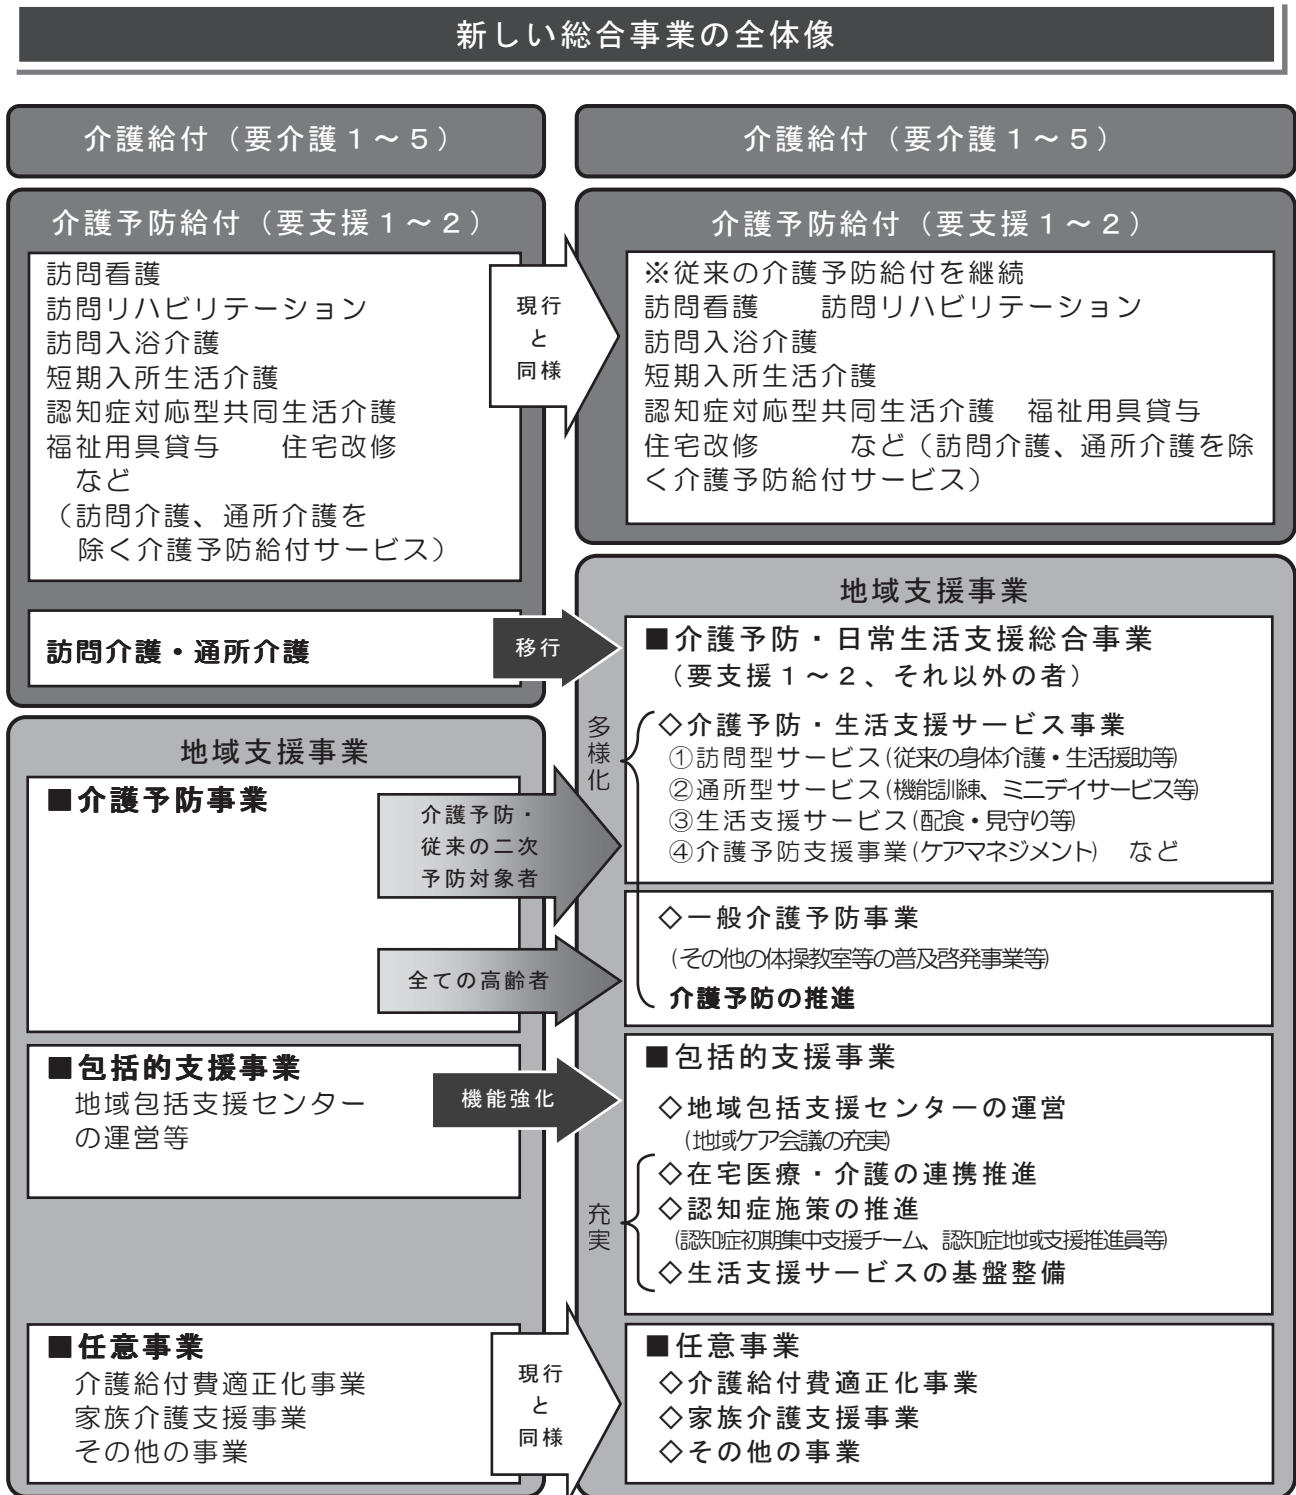 新しい総合事業の全体像
介護給付（要介護１～５）
介護予防給付（要支援１～２）
訪問看護
訪問リハビリテーション
訪問入浴介護
短期入所生活介護
認知症対応型共同生活介護
福祉用具貸与　　住宅改修
など
（訪問介護、通所介護を
除く介護予防給付サービス）
訪問介護・通所介護
地域支援事業
■介護予防事業
■包括的支援事業
地域包括支援センター
の運営等
■任意事業
介護給付費適正化事業
家族介護支援事業
その他の事業
現行
と
同様
移行
介護予防・
従来の二次
予防対象者
全ての高齢者
機能強化
現行
と
同様
介護給付（要介護１～５）
介護予防給付（要支援１～２）
※従来の介護予防給付を継続
訪問看護　　訪問リハビリテーション
訪問入浴介護
短期入所生活介護
認知症対応型共同生活介護　福祉用具貸与
住宅改修　　　など（訪問介護、通所介護を除
く介護予防給付サービス）
地域支援事業
■介護予防・日常生活支援総合事業
（要支援１～２、それ以外の者）
多様化
◇介護予防・生活支援サービス事業
①訪問型サービス（従来の身体介護・生活援助等）
②通所型サービス（機能訓練、ミニデイサービス等）
③生活支援サービス（配食・見守り等）
④介護予防支援事業（ケアマネジメント）　など
◇一般介護予防事業
（その他の体操教室等の普及啓発事業等）
介護予防の推進
■包括的支援事業
◇地域包括支援センターの運営
（地域ケア会議の充実）
充実
◇在宅医療・介護の連携推進
◇認知症施策の推進
（認知症初期集中支援チーム、認知症地域支援推進員等）
◇生活支援サービスの基盤整備
■任意事業
◇介護給付費適正化事業
◇家族介護支援事業
◇その他の事業